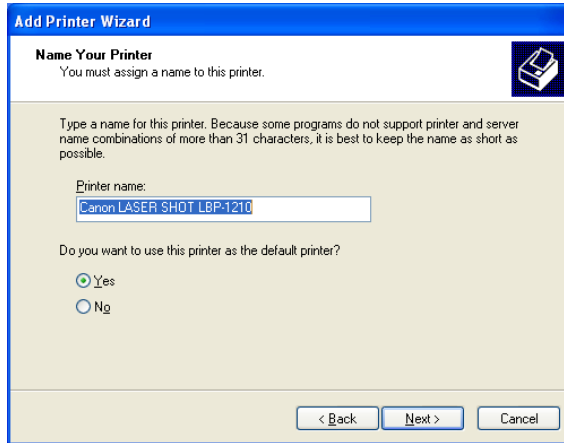 Add Printer Wizard
Name Your Printer
You must assign a name to this printer.
Type a name for this printer. Because some programs do not support printer and server
name combinations of more than 31 characters, it is best to keep the name as short as
possible.
Printer name:
Canon LASER SHOT LBP-1210
Do you want to use this printer as the default printer?
Yes
No
< Back Next > Cancel